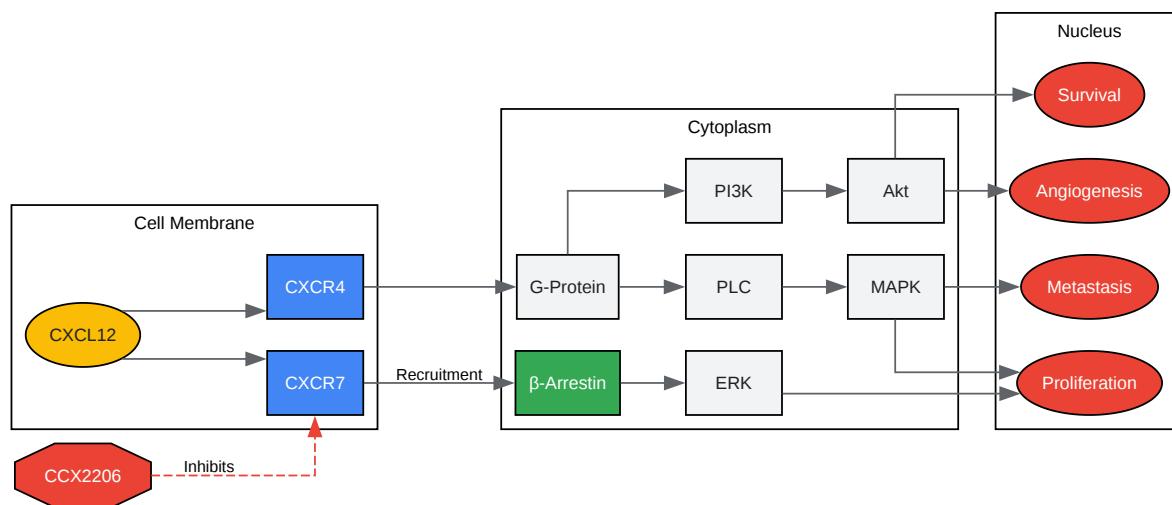 Nucleus
Survival
Cytoplasm
PI3K
Akt
Angiogenesis
Cell Membrane
CXCR4
G-Protein
PLC
MAPK
Metastasis
CXCL12
CXCR7
Recruitment
β-Arrestin
ERK
Proliferation
CCX2206
Inhibits